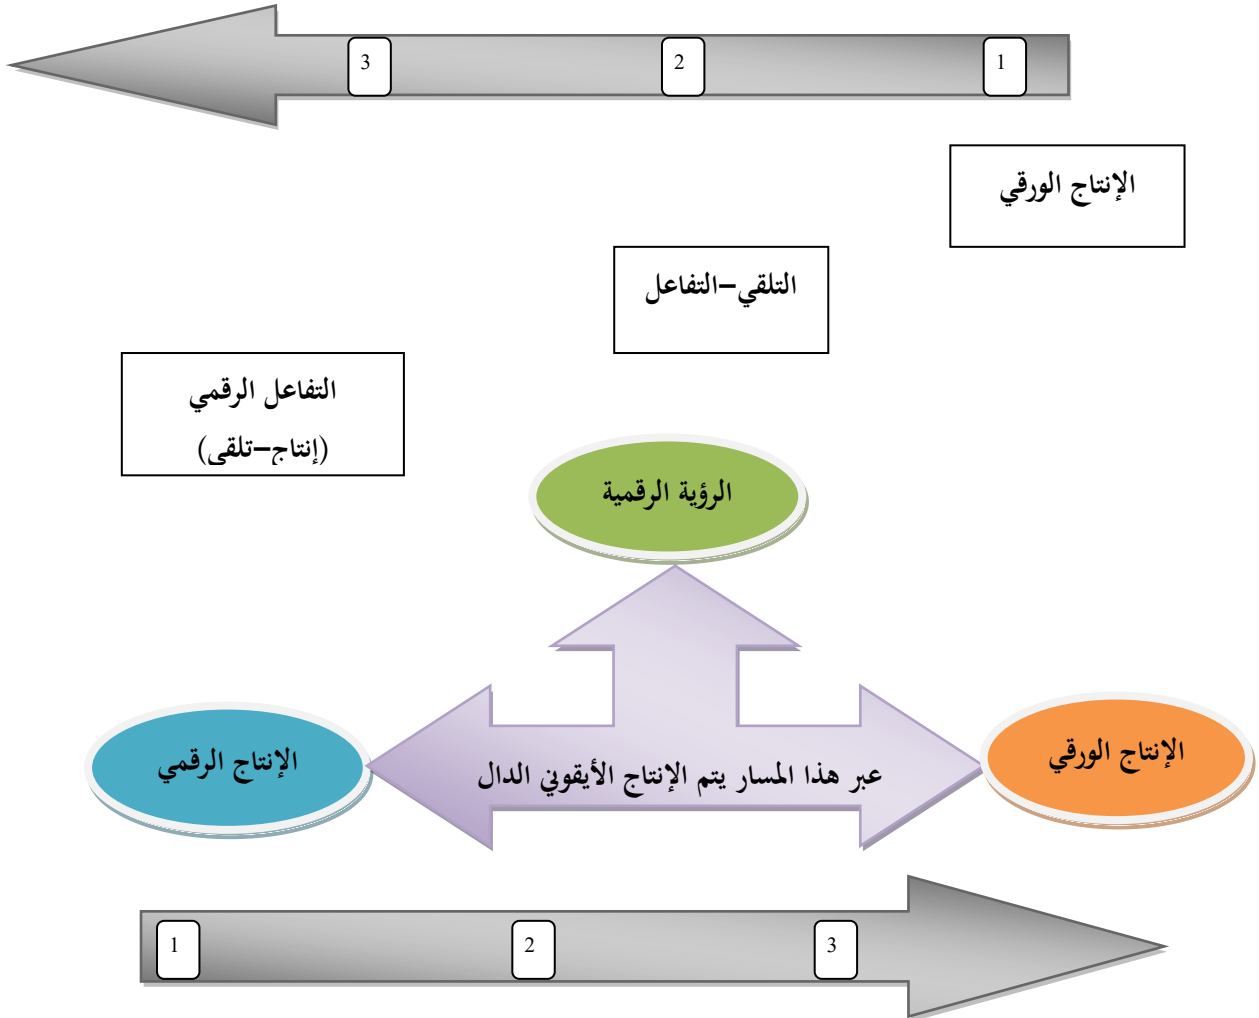 1
2
3
الإنتاج الورقي
التلقي–التفاعل
التفاعل الرقمي
(إنتاج–تلقي)
الرؤية الرقمية
الإنتاج الورقي
عبر هذا المسار يتم الإنتاج الأيقوني الدال
الإنتاج الرقمي
1
2
3